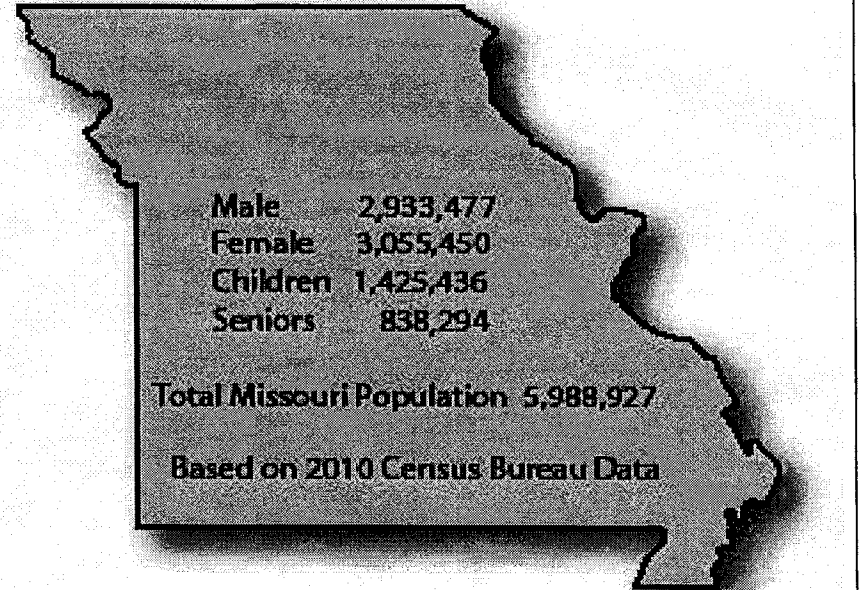 Male 2,933,477
Female 3,055,450
Children 1,425,436
Seniors 838,294
Total Missouri Population 5,988,927
Based on 2010 Census Bureau Data